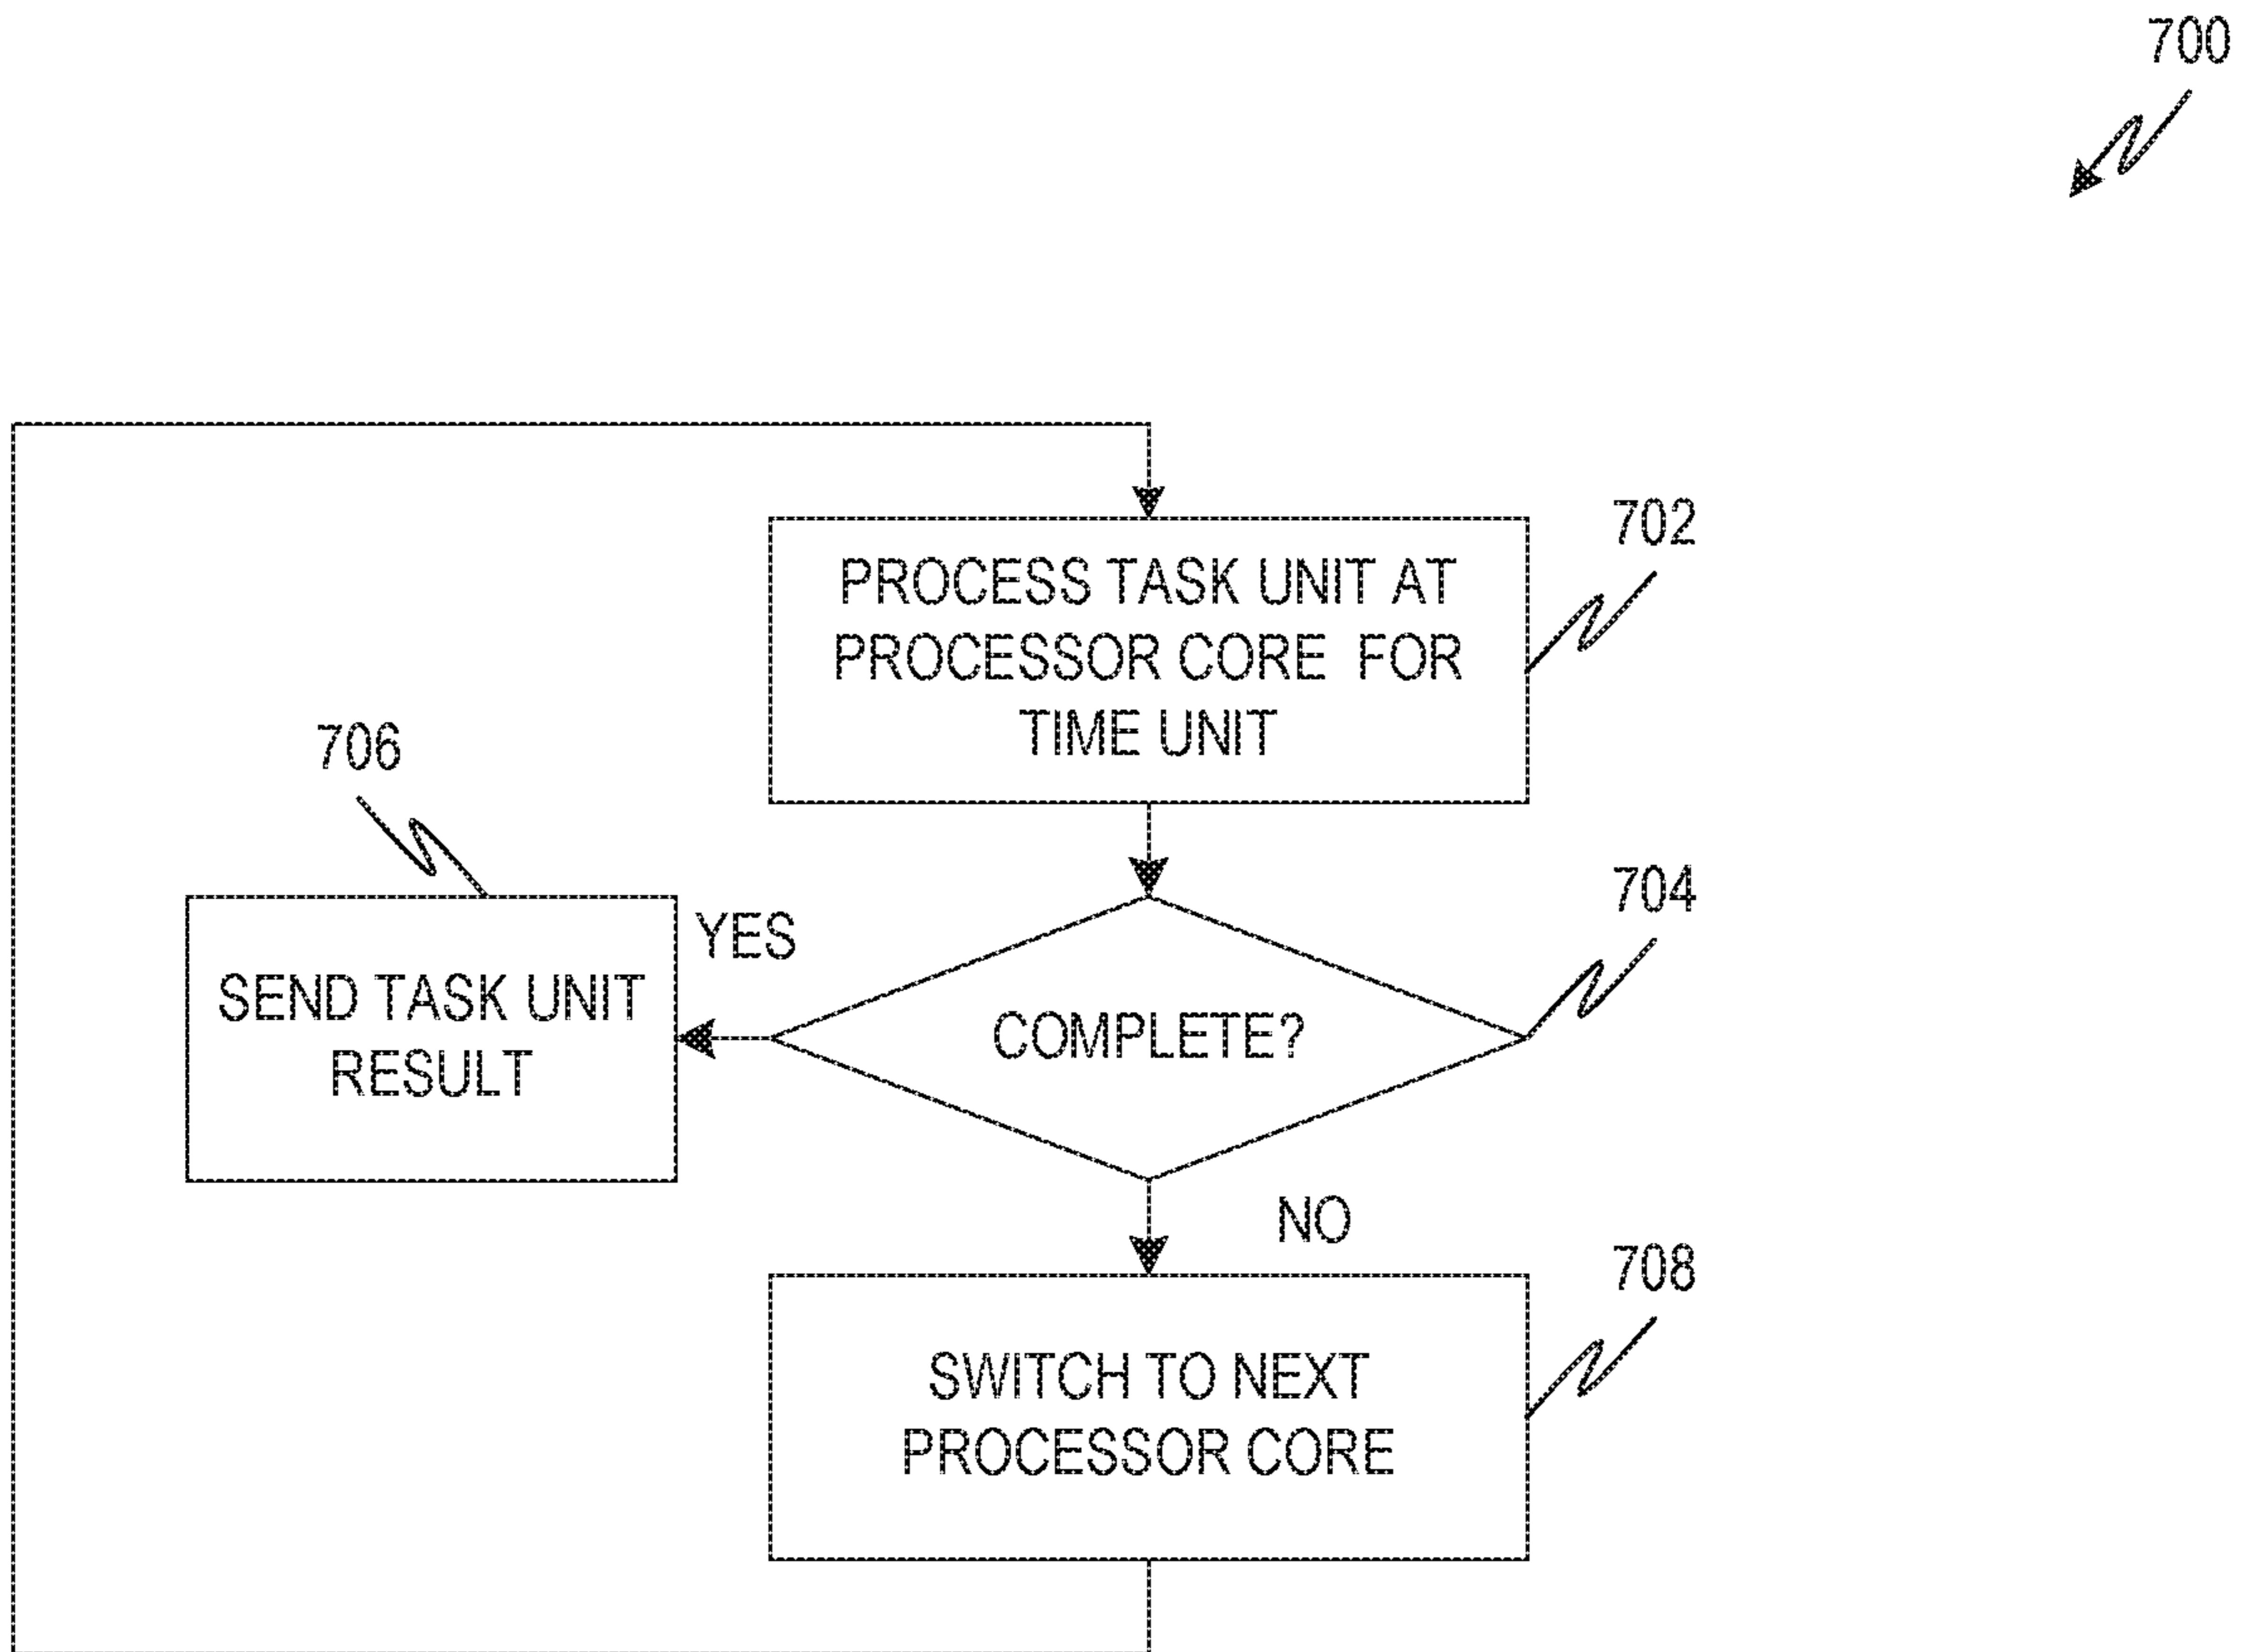 700
PROCESS TASK UNIT AT
PROCESSOR CORE FOR
TIME UNIT
702
706
SEND TASK UNIT
RESULT
YES
COMPLETE?
704
NO
SWITCH TO NEXT
PROCESSOR CORE
708